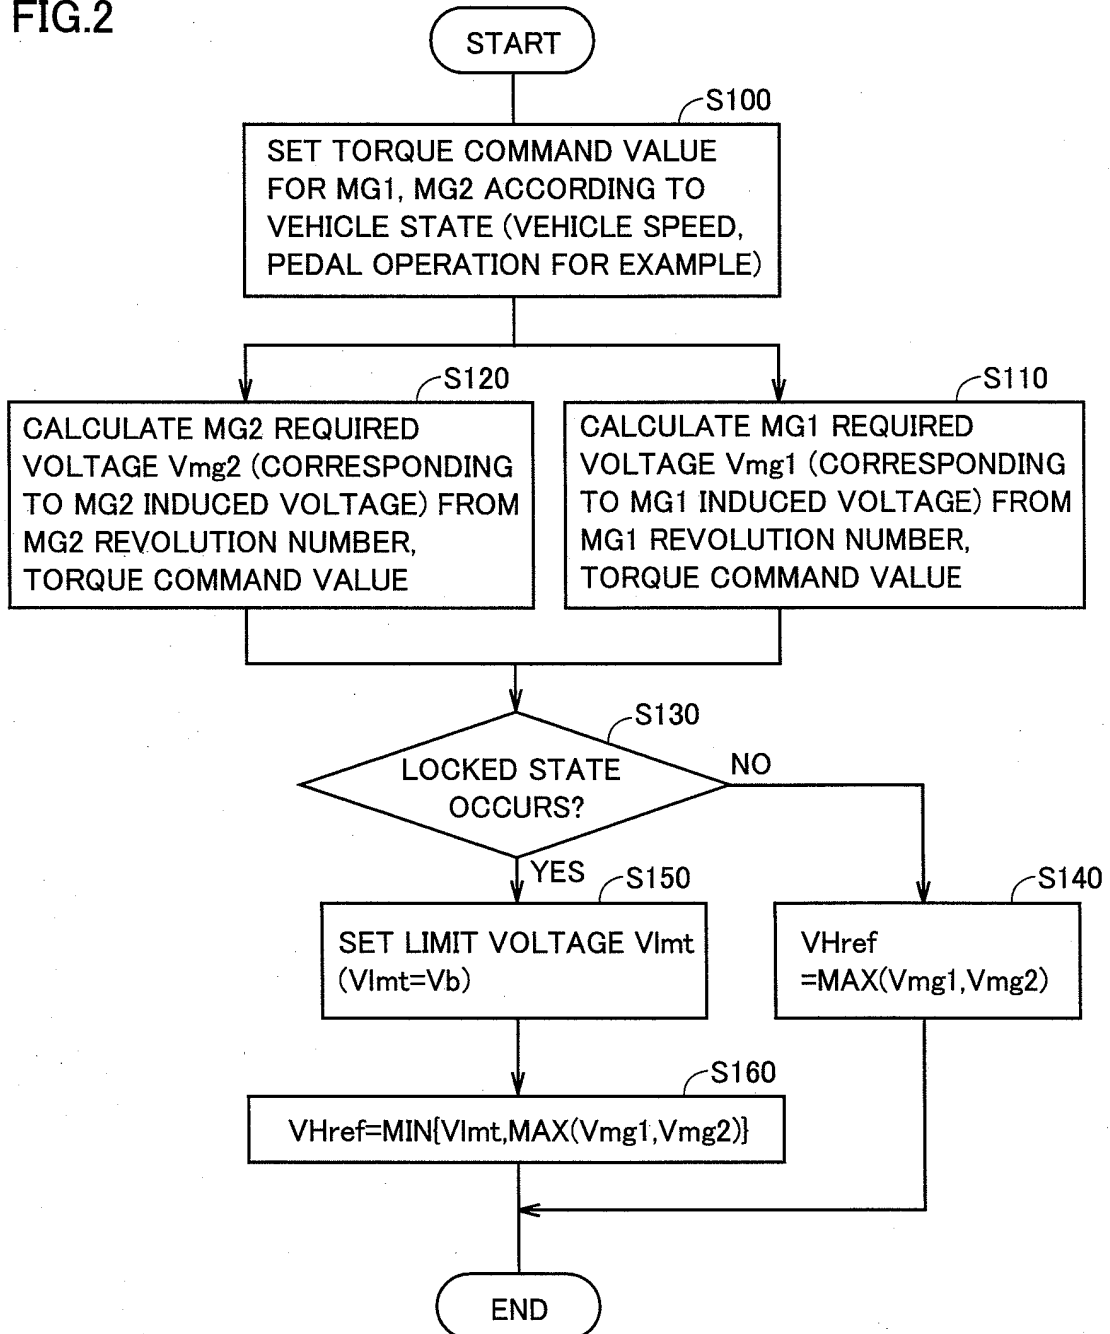 FIG.2
START
S100
SET TORQUE COMMAND VALUE
FOR MG1, MG2 ACCORDING TO
VEHICLE STATE (VEHICLE SPEED,
PEDAL OPERATION FOR EXAMPLE)
S120
CALCULATE MG2 REQUIRED
VOLTAGE Vmg2 (CORRESPONDING
TO MG2 INDUCED VOLTAGE) FROM
MG2 REVOLUTION NUMBER,
TORQUE COMMAND VALUE
S110
CALCULATE MG1 REQUIRED
VOLTAGE Vmg1 (CORRESPONDING
TO MG1 INDUCED VOLTAGE) FROM
MG1 REVOLUTION NUMBER,
TORQUE COMMAND VALUE
S130
LOCKED STATE
OCCURS?
NO
YES
S150
SET LIMIT VOLTAGE Vlmt
(Vlmt=Vb)
S140
VHref
=MAX(Vmg1,Vmg2)
S160
VHref=MIN{Vlmt,MAX(Vmg1,Vmg2)}
END